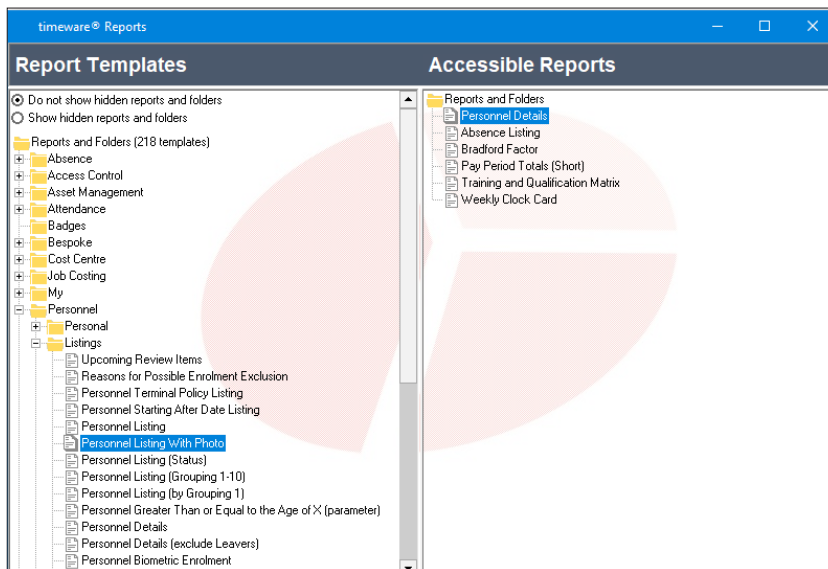 timeware® Reports
Report Templates
Do not show hidden reports and folders
Show hidden reports and folders
Reports and Folders (218 templates)
Absence
Access Control
Asset Management
Attendance
Badges
Bespoke
Cost Centre
Job Costing
My
Personnel
Personal
Listings
Upcoming Review Items
Reasons for Possible Enrolment Exclusion
Personnel Terminal Policy Listing
Personnel Starting After Date Listing
Personnel Listing
Personnel Listing With Photo
Personnel Listing (Status)
Personnel Listing (Grouping 1-10)
Personnel Listing (by Grouping 1)
Personnel Greater Than or Equal to the Age of X (parameter)
Personnel Details
Personnel Details (exclude Leavers)
Personnel Biometric Enrolment
Accessible Reports
Reports and Folders
Personnel Details
Absence Listing
Bradford Factor
Pay Period Totals (Short)
Training and Qualification Matrix
Weekly Clock Card